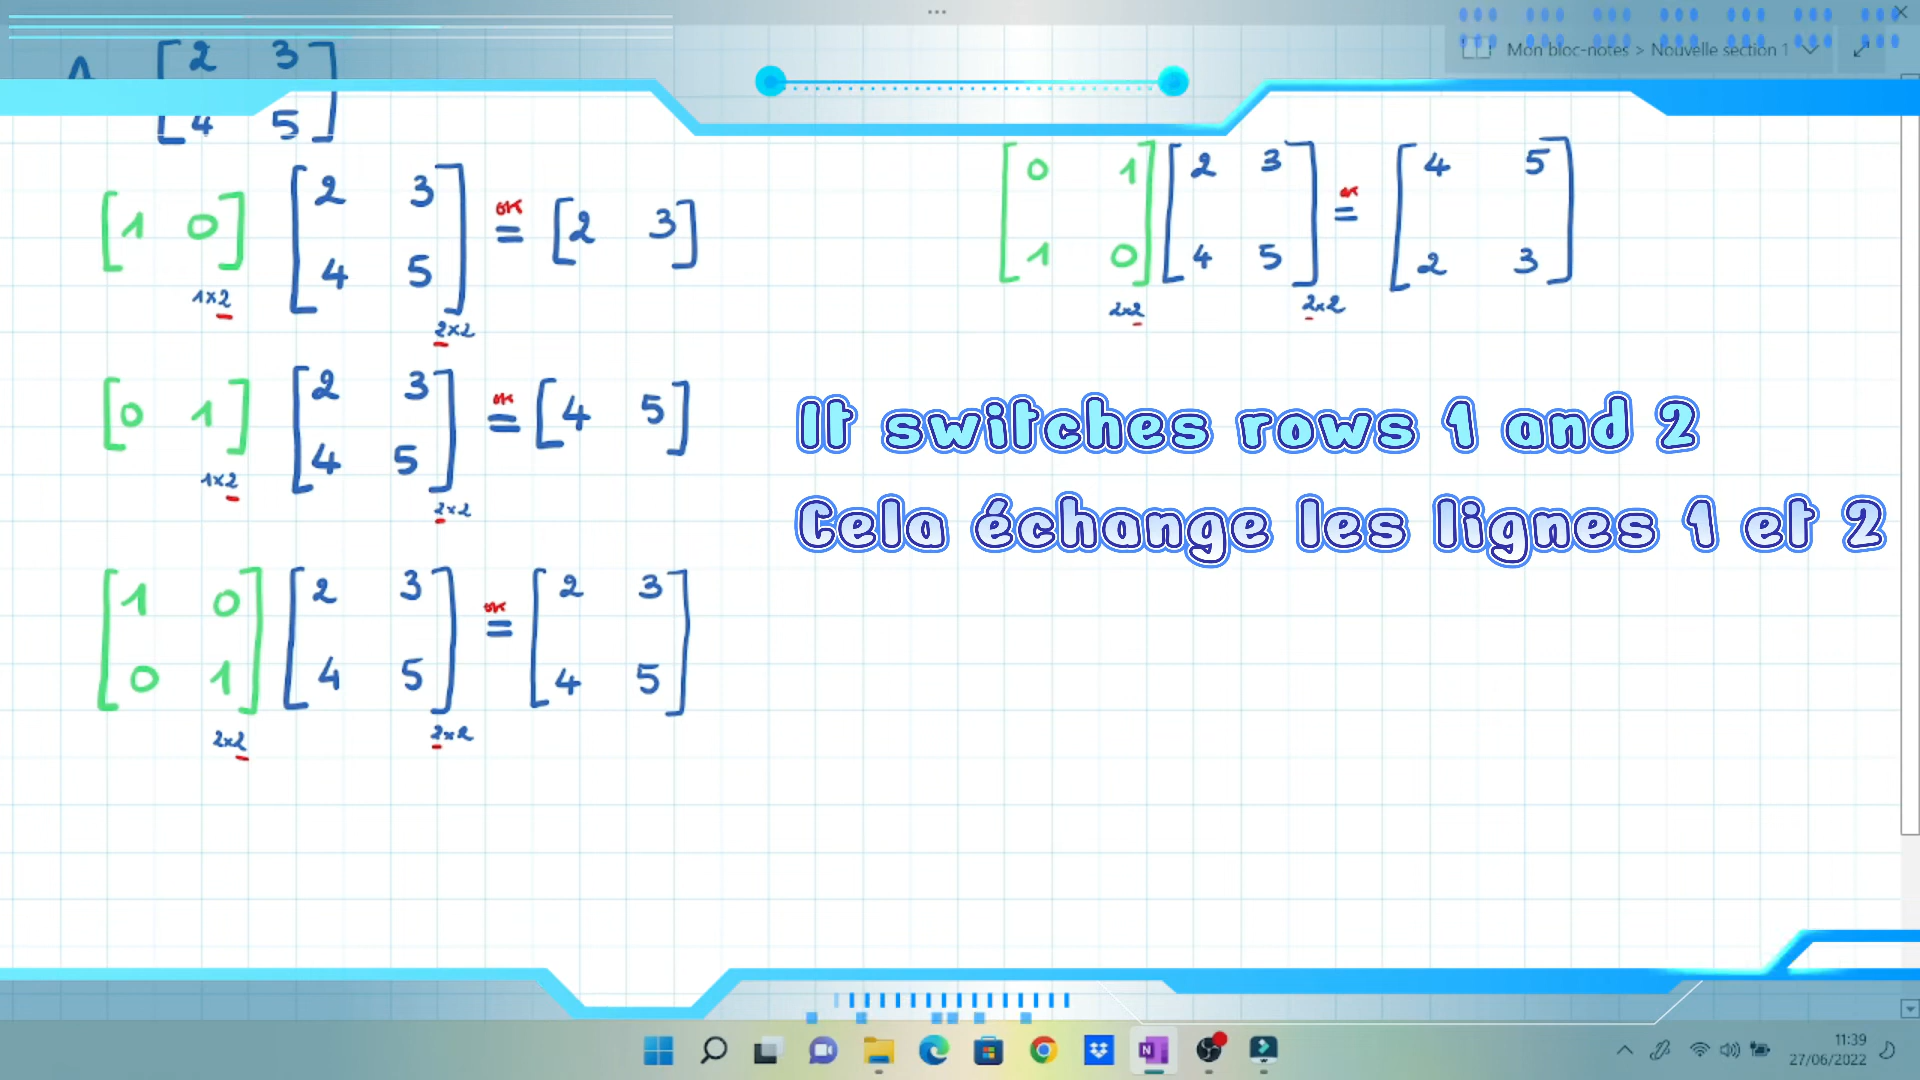 ...
Mon bloc-notes > Nouvelle section 1
2 3
4 5
[1 0] [2 3 = [2 3]
OK
4 5]
1×2
2×2
[0 1] [2 3 = [4 5]
OK
4 5]
1×2
2×2
[1 0 [2 3 = [2 3
OK
0 1] 4 5] 4 5]
2×2 2×2
[0 1 [2 3 = [4 5
OK
1 0] 4 5] 2 3]
2×2 2×2
It switches rows 1 and 2
Cela échange les lignes 1 et 2
11:39
27/06/2022